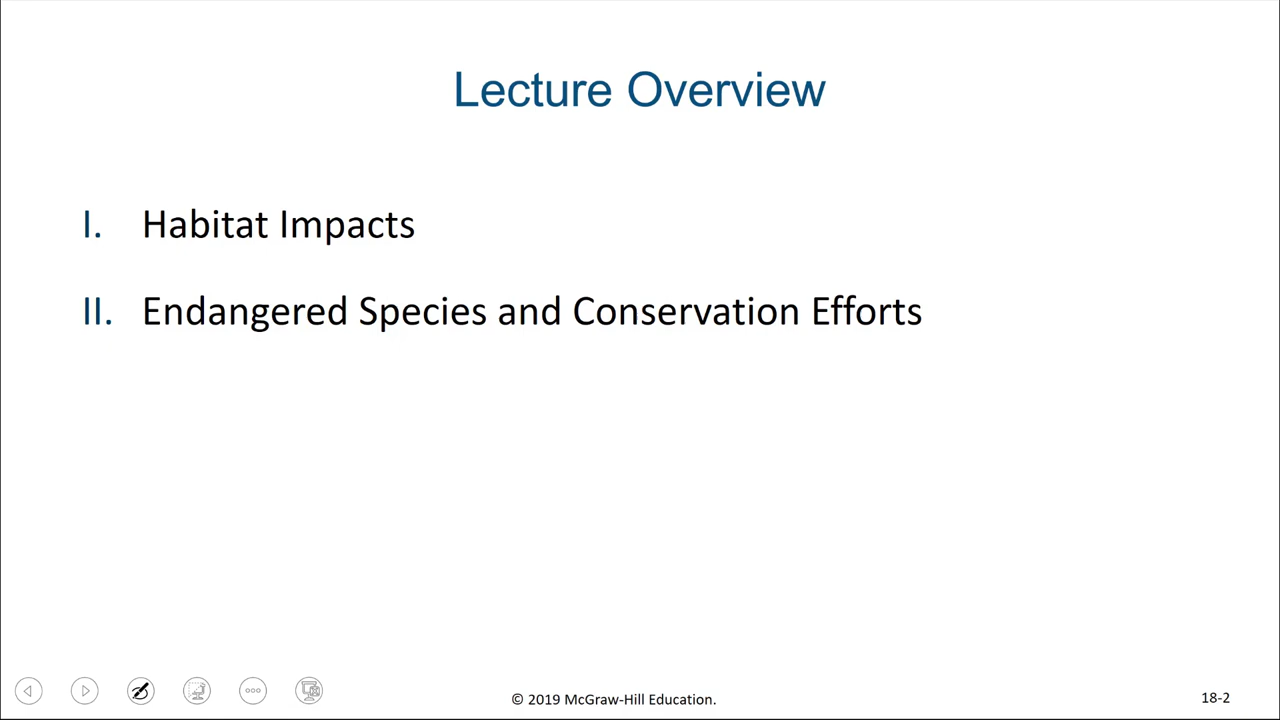 Lecture Overview
I. Habitat Impacts
II. Endangered Species and Conservation Efforts
© 2019 McGraw-Hill Education.
18-2